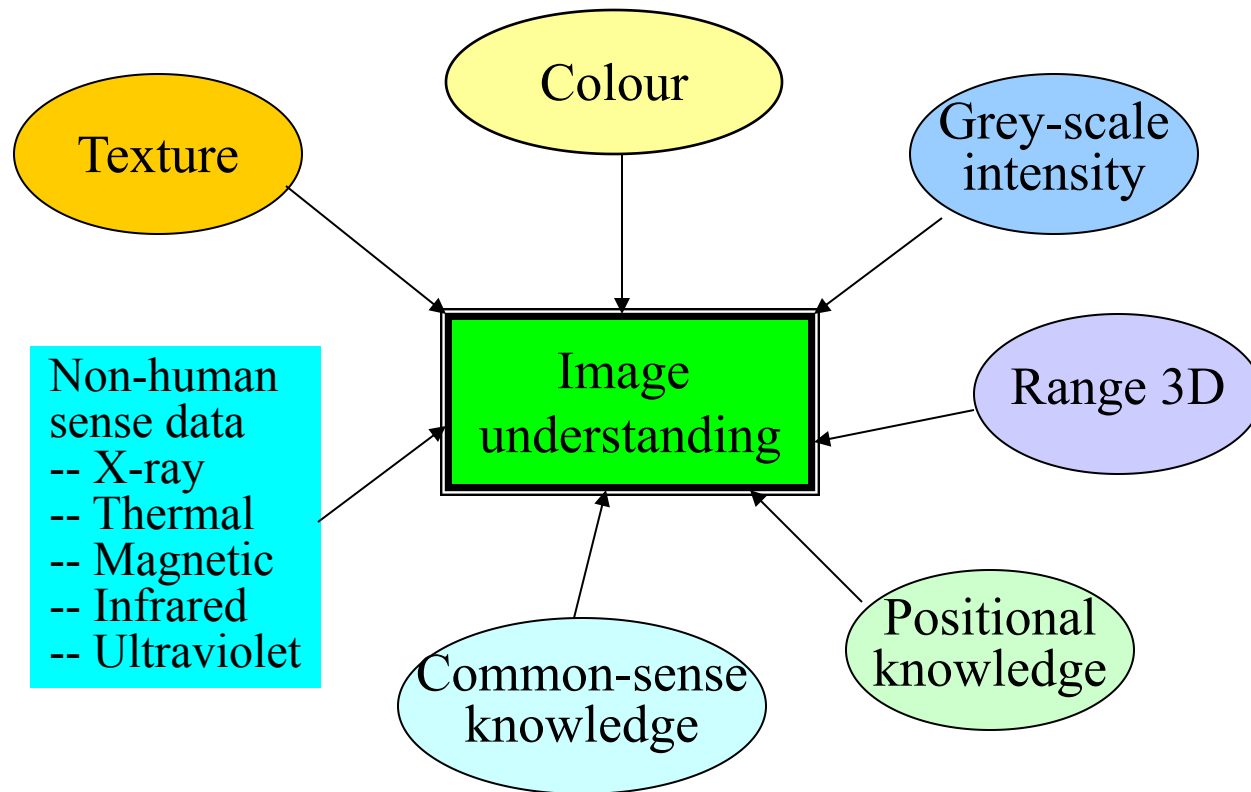 Colour
Texture
Grey-scale
intensity
Image
understanding
Range 3D
Non-human
sense data
-- X-ray
-- Thermal
-- Magnetic
-- Infrared
-- Ultraviolet
Positional
knowledge
Common-sense
knowledge